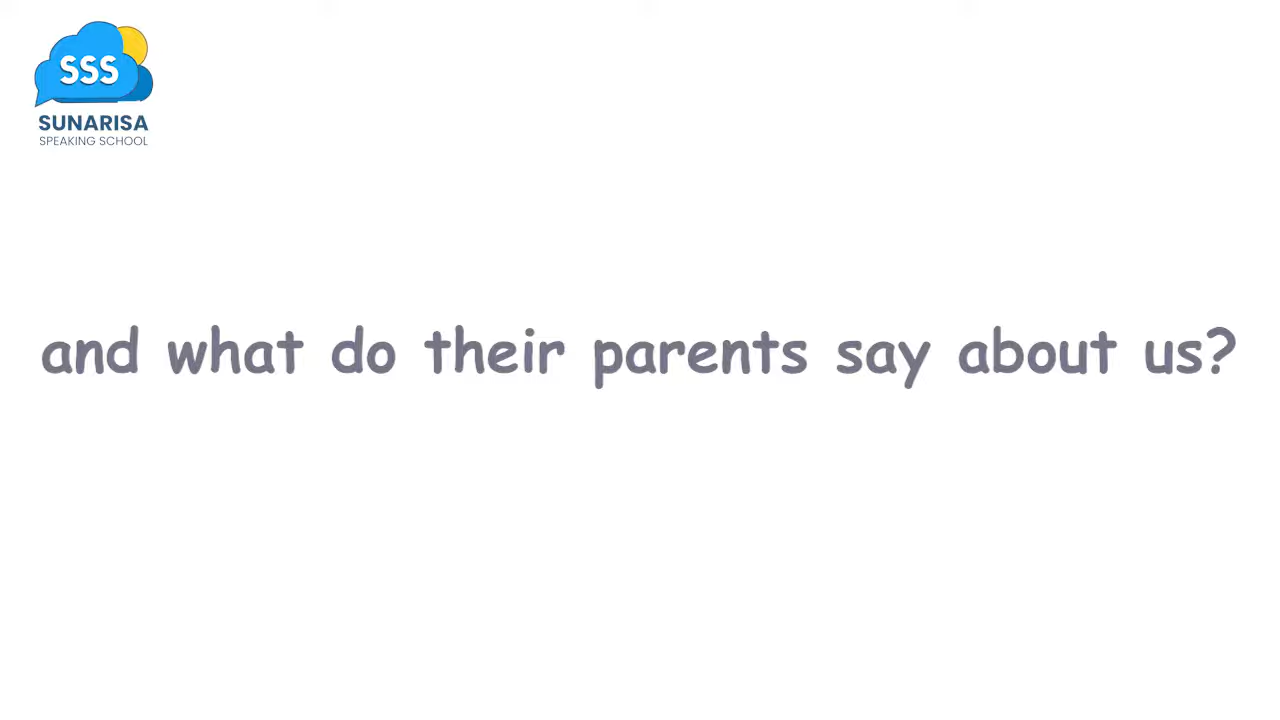 SSS
SUNARISA
SPEAKING SCHOOL
and what do their parents say about us?